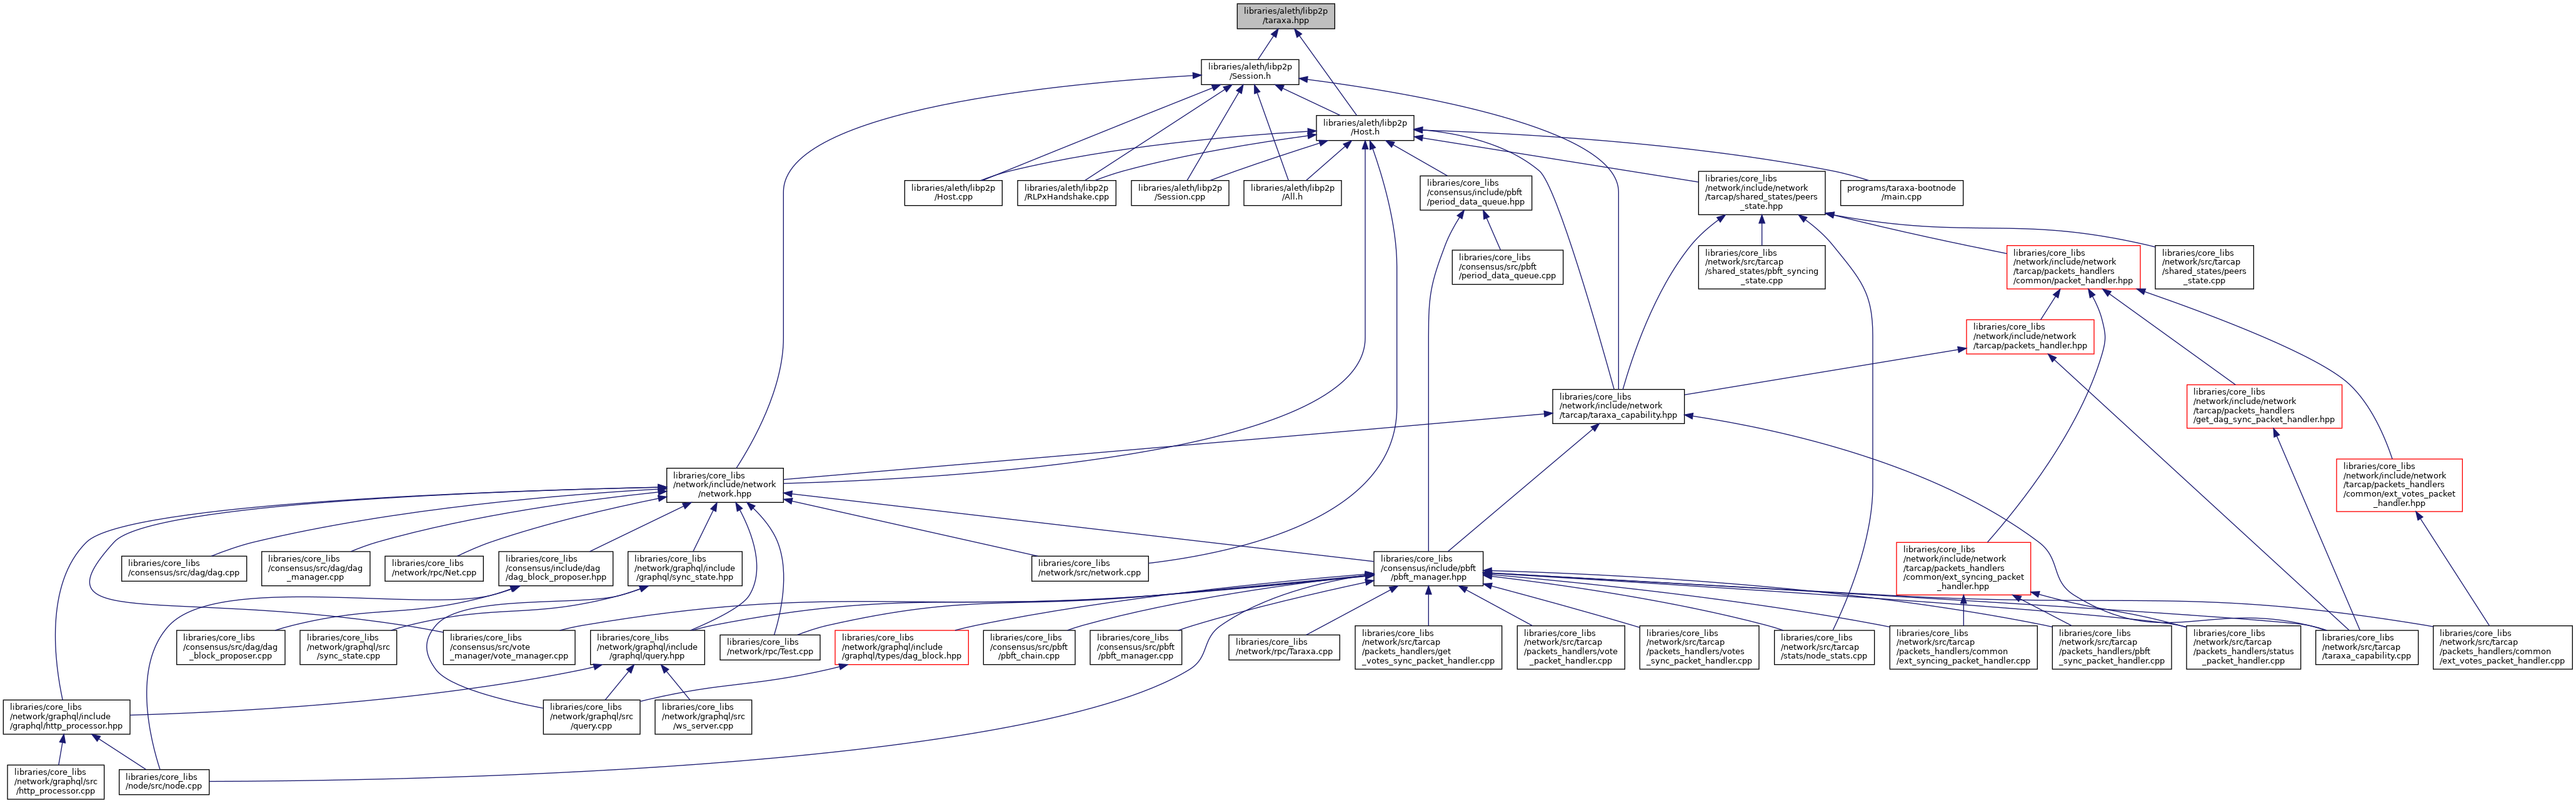 libraries/aleth/libp2p
/taraxa.hpp
libraries/aleth/libp2p
/Session.h
libraries/aleth/libp2p
/Host.h
libraries/aleth/libp2p
/Host.cpp
libraries/aleth/libp2p
/RLPxHandshake.cpp
libraries/aleth/libp2p
/Session.cpp
libraries/aleth/libp2p
/All.h
libraries/core_libs
/consensus/include/pbft
/period_data_queue.hpp
libraries/core_libs
/network/include/network
/tarcap/shared_states/peers
_state.hpp
programs/taraxa-bootnode
/main.cpp
libraries/core_libs
/consensus/src/pbft
/period_data_queue.cpp
libraries/core_libs
/network/src/tarcap
/shared_states/pbft_syncing
_state.cpp
libraries/core_libs
/network/include/network
/tarcap/packets_handlers
/common/packet_handler.hpp
libraries/core_libs
/network/src/tarcap
/shared_states/peers
_state.cpp
libraries/core_libs
/network/include/network
/tarcap/packets_handler.hpp
libraries/core_libs
/network/include/network
/tarcap/taraxa_capability.hpp
libraries/core_libs
/network/include/network
/tarcap/packets_handlers
/get_dag_sync_packet_handler.hpp
libraries/core_libs
/network/include/network
/network.hpp
libraries/core_libs
/network/include/network
/tarcap/packets_handlers
/common/ext_votes_packet
_handler.hpp
libraries/core_libs
/consensus/src/dag/dag.cpp
libraries/core_libs
/consensus/src/dag/dag
_manager.cpp
libraries/core_libs
/network/rpc/Net.cpp
libraries/core_libs
/consensus/include/dag
/dag_block_proposer.hpp
libraries/core_libs
/network/graphql/include
/graphql/sync_state.hpp
libraries/core_libs
/network/src/network.cpp
libraries/core_libs
/consensus/include/pbft
/pbft_manager.hpp
libraries/core_libs
/network/include/network
/tarcap/packets_handlers
/common/ext_syncing_packet
_handler.hpp
libraries/core_libs
/consensus/src/dag/dag
_block_proposer.cpp
libraries/core_libs
/network/graphql/src
/sync_state.cpp
libraries/core_libs
/consensus/src/vote
_manager/vote_manager.cpp
libraries/core_libs
/network/graphql/include
/graphql/query.hpp
libraries/core_libs
/network/rpc/Test.cpp
libraries/core_libs
/network/graphql/include
/graphql/types/dag_block.hpp
libraries/core_libs
/consensus/src/pbft
/pbft_chain.cpp
libraries/core_libs
/consensus/src/pbft
/pbft_manager.cpp
libraries/core_libs
/network/rpc/Taraxa.cpp
libraries/core_libs
/network/src/tarcap
/packets_handlers/get
_votes_sync_packet_handler.cpp
libraries/core_libs
/network/src/tarcap
/packets_handlers/vote
_packet_handler.cpp
libraries/core_libs
/network/src/tarcap
/packets_handlers/votes
_sync_packet_handler.cpp
libraries/core_libs
/network/src/tarcap
/stats/node_stats.cpp
libraries/core_libs
/network/src/tarcap
/packets_handlers/common
/ext_syncing_packet_handler.cpp
libraries/core_libs
/network/src/tarcap
/packets_handlers/pbft
_sync_packet_handler.cpp
libraries/core_libs
/network/src/tarcap
/packets_handlers/status
_packet_handler.cpp
libraries/core_libs
/network/src/tarcap
/taraxa_capability.cpp
libraries/core_libs
/network/src/tarcap
/packets_handlers/common
/ext_votes_packet_handler.cpp
libraries/core_libs
/network/graphql/include
/graphql/http_processor.hpp
libraries/core_libs
/network/graphql/src
/query.cpp
libraries/core_libs
/network/graphql/src
/ws_server.cpp
libraries/core_libs
/network/graphql/src
/http_processor.cpp
libraries/core_libs
/node/src/node.cpp